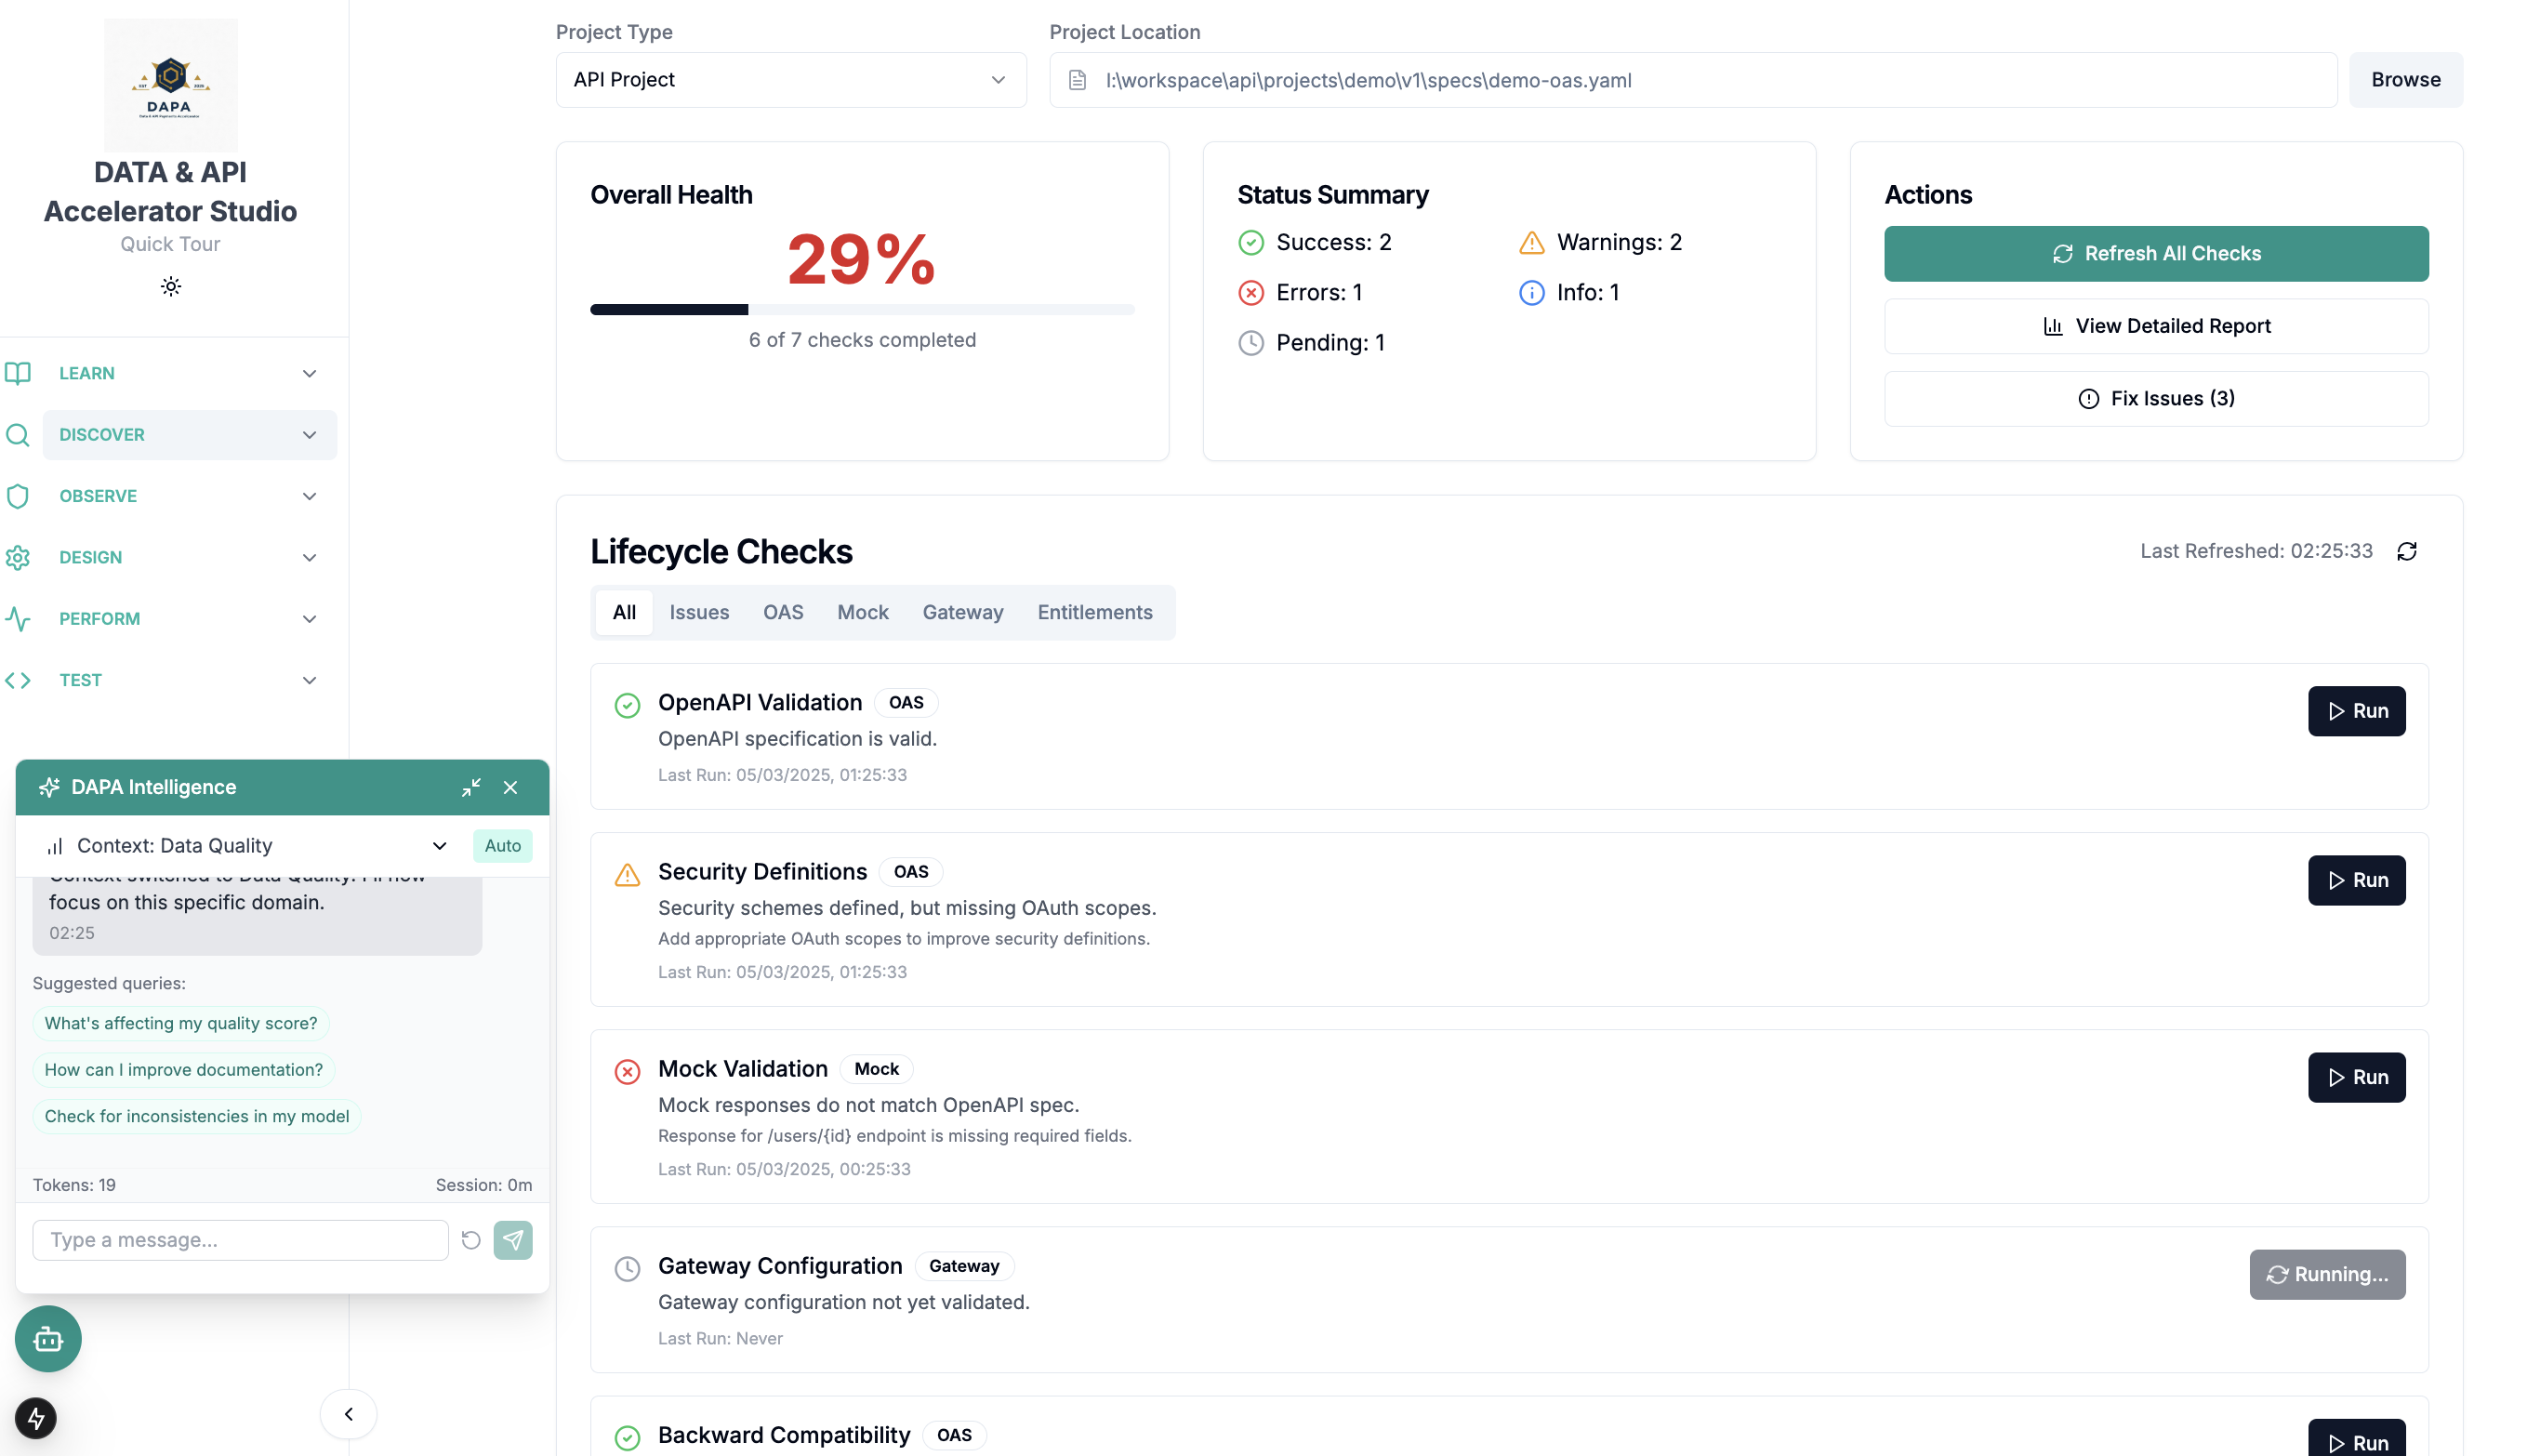 DAPA
DATA & API
Accelerator Studio
Quick Tour
LEARN
DISCOVER
OBSERVE
DESIGN
PERFORM
TEST
DAPA Intelligence
Context: Data Quality
Auto
Context switched to Data Quality. I'll now
focus on this specific domain.
02:25
Suggested queries:
What's affecting my quality score?
How can I improve documentation?
Check for inconsistencies in my model
Tokens: 19
Session: 0m
Type a message...
Project Type
API Project
Project Location
I:\workspace\api\projects\demo\v1\specs\demo-oas.yaml
Browse
Overall Health
29%
6 of 7 checks completed
Status Summary
Success: 2
Warnings: 2
Errors: 1
Info: 1
Pending: 1
Actions
Refresh All Checks
View Detailed Report
Fix Issues (3)
Lifecycle Checks
Last Refreshed: 02:25:33
All Issues OAS Mock Gateway Entitlements
OpenAPI Validation OAS
OpenAPI specification is valid.
Last Run: 05/03/2025, 01:25:33
Run
Security Definitions OAS
Security schemes defined, but missing OAuth scopes.
Add appropriate OAuth scopes to improve security definitions.
Last Run: 05/03/2025, 01:25:33
Run
Mock Validation Mock
Mock responses do not match OpenAPI spec.
Response for /users/{id} endpoint is missing required fields.
Last Run: 05/03/2025, 00:25:33
Run
Gateway Configuration Gateway
Gateway configuration not yet validated.
Last Run: Never
Running...
Backward Compatibility OAS
Run